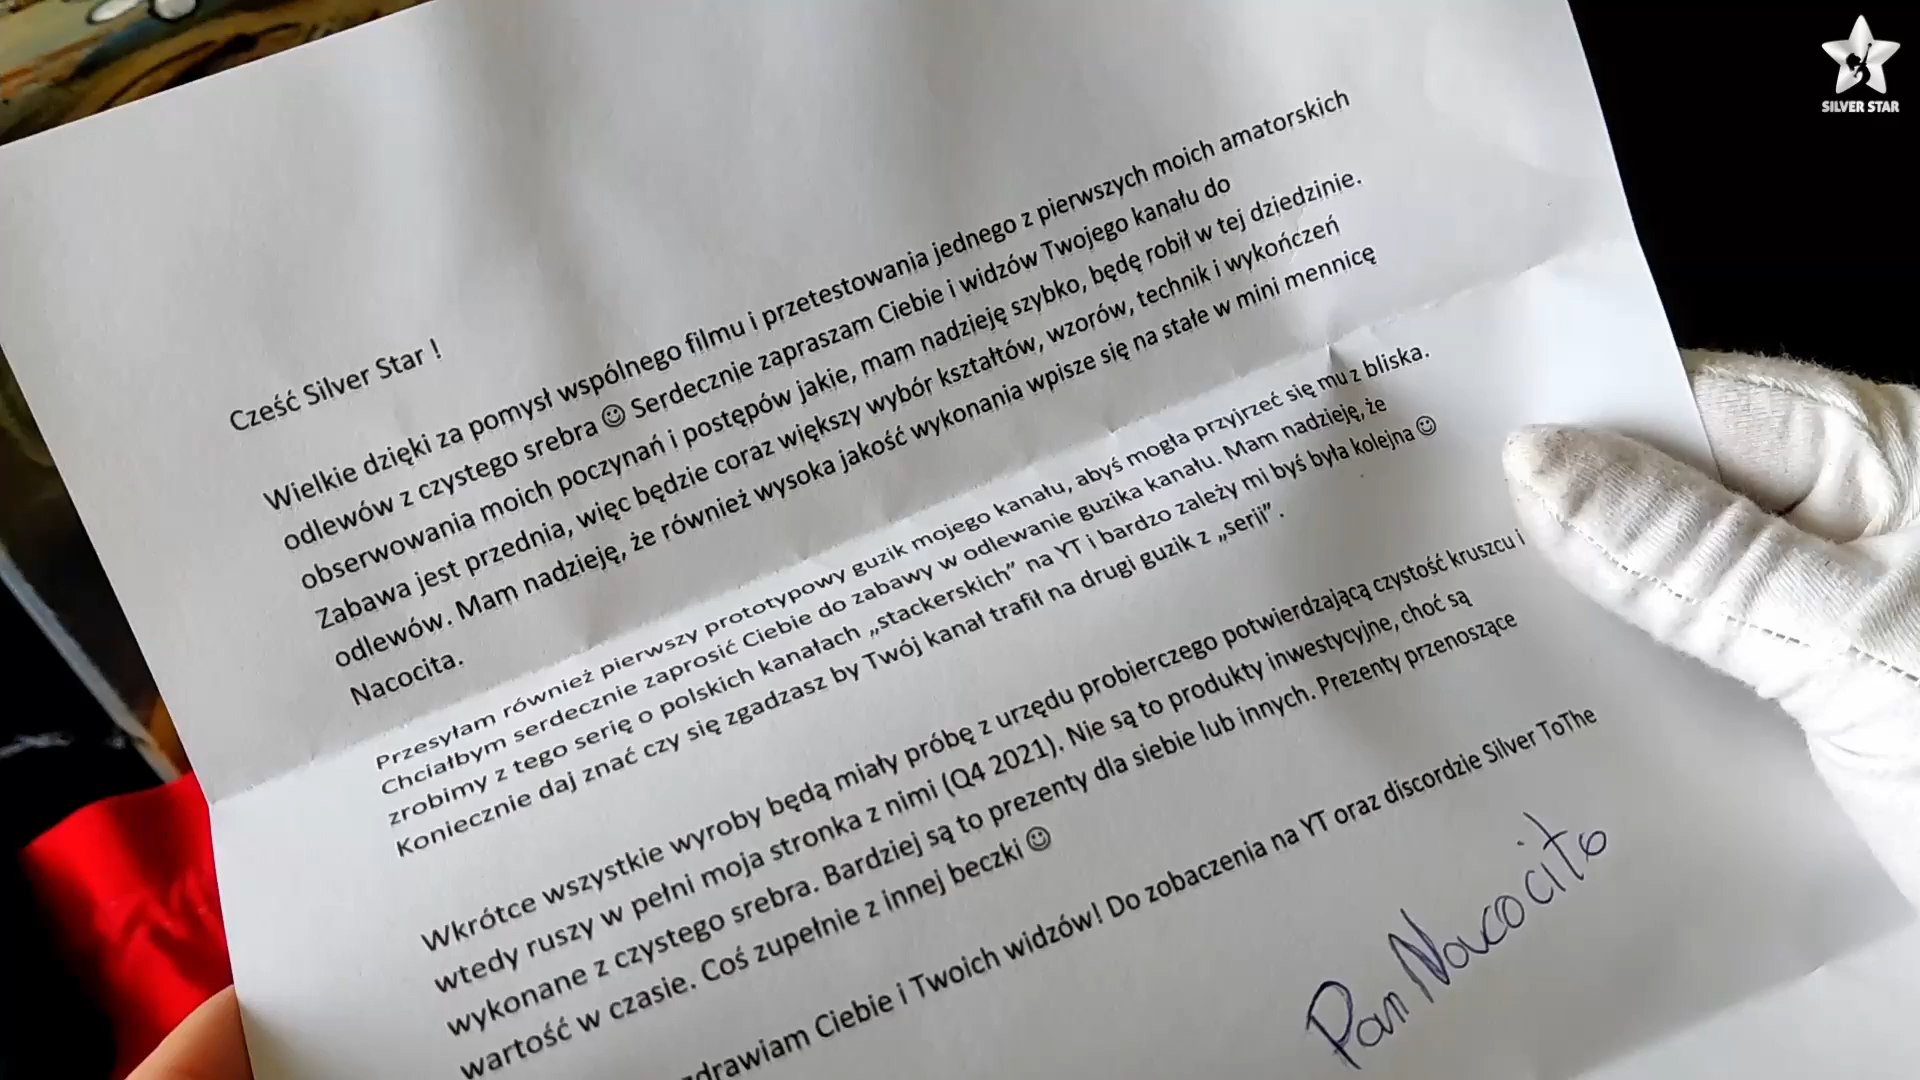 Cześć Silver Star !
Wielkie dzięki za pomysł wspólnego filmu i przetestowania jednego z pierwszych moich amatorskich
odlewów z czystego srebra ☺ Serdecznie zapraszam Ciebie i widzów Twojego kanału do
obserwowania moich poczynań i postępów jakie, mam nadzieję szybko, będę robił w tej dziedzinie.
Zabawa jest przednia, więc będzie coraz większy wybór kształtów, wzorów, technik i wykończeń
odlewów. Mam nadzieję, że również wysoka jakość wykonania wpisze się na stałe w mini mennicę
Nacocita.
Przesyłam również pierwszy prototypowy guzik mojego kanału, abyś mogła przyjrzeć się mu z bliska.
Chciałbym serdecznie zaprosić Ciebie do zabawy w odlewanie guzika kanału. Mam nadzieję, że
zrobimy z tego serię o polskich kanałach „stackerskich” na YT i bardzo zależy mi byś była kolejna ☺
Koniecznie daj znać czy się zgadzasz by Twój kanał trafił na drugi guzik z „serii” .
Wkrótce wszystkie wyroby będą miały próbę z urzędu probierczego potwierdzającą czystość kruszcu i
wtedy ruszy w pełni moja stronka z nimi (Q4 2021). Nie są to produkty inwestycyjne, choć są
wykonane z czystego srebra. Bardziej są to prezenty dla siebie lub innych. Prezenty przenoszące
wartość w czasie. Coś zupełnie z innej beczki ☺
zdrawiam Ciebie i Twoich widzów! Do zobaczenia na YT oraz discordzie Silver ToThe
Pan Nacocito
SILVER STAR